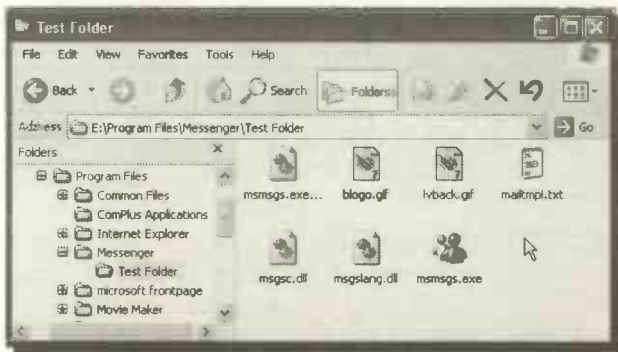 Test Folder
File Edit View Favorites Tools Help
Back Search Folders
Address E:\Program Files\Messenger\Test Folder Go
Folders
Program Files
Common Files
ComPlus Applications
Internet Explorer
Messenger
Test Folder
microsoft frontpage
Movie Maker
msmsgs.exe... blogo.gif lvback.gif mailtmpl.txt
msgsc.dll msgslang.dll msmsgs.exe